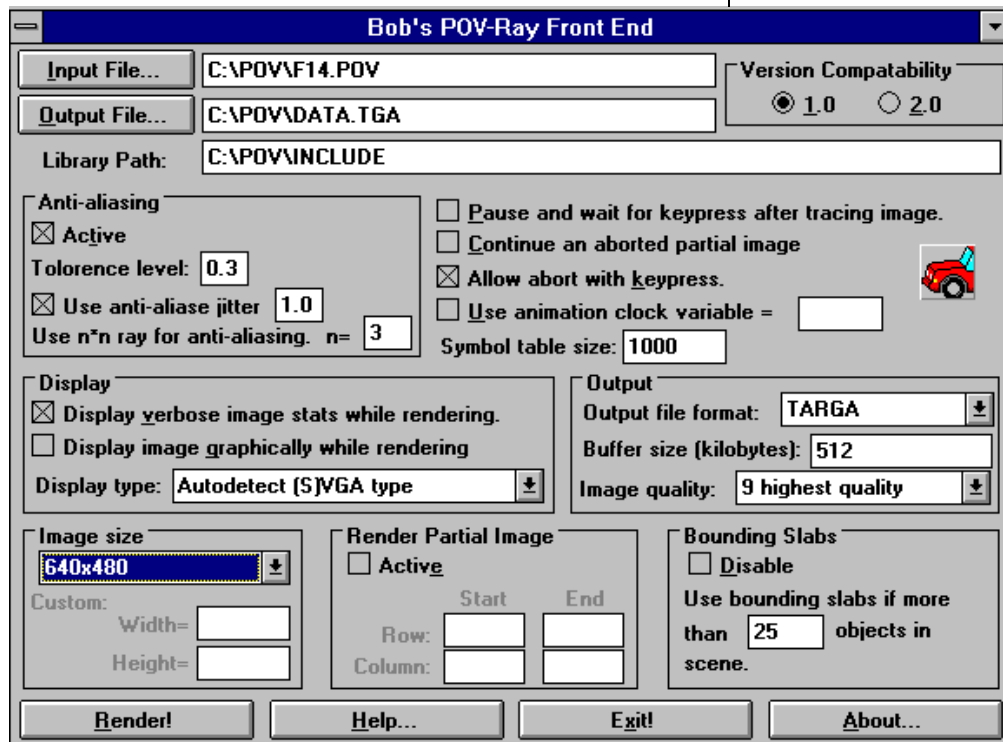 Bob's POV-Ray Front End
Input File... C:\POV\F14.POV
Version Compatability
1.0 2.0
Output File... C:\POV\DATA.TGA
Library Path: C:\POV\INCLUDE
Anti-aliasing
Active
Tolorence level: 0.3
Use anti-aliase jitter 1.0
Use n*n ray for anti-aliasing. n= 3
Pause and wait for keypress after tracing image.
Continue an aborted partial image
Allow abort with keypress.
Use animation clock variable =
Symbol table size: 1000
Display
Display verbose image stats while rendering.
Display image graphically while rendering
Display type: Autodetect (S)VGA type
Output
Output file format: TARGA
Buffer size (kilobytes): 512
Image quality: 9 highest quality
Image size
640x480
Custom:
Width=
Height=
Render Partial Image
Active
Start End
Row:
Column:
Bounding Slabs
Disable
Use bounding slabs if more
than 25 objects in
scene.
Render! Help... Exit! About...